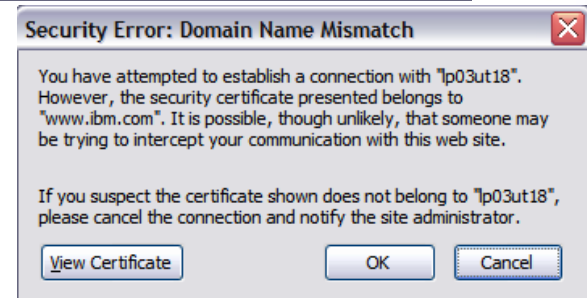 Security Error: Domain Name Mismatch
You have attempted to establish a connection with "lp03ut18".
However, the security certificate presented belongs to
"www.ibm.com". It is possible, though unlikely, that someone may
be trying to intercept your communication with this web site.
If you suspect the certificate shown does not belong to "lp03ut18",
please cancel the connection and notify the site administrator.
View Certificate
OK
Cancel